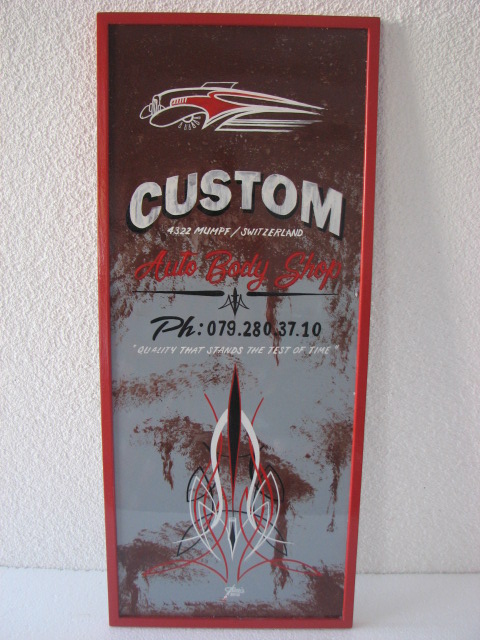 CUSTOM
4322 MUMPF/SWITZERLAND
Auto Body Shop
Ph: 079.280.37.10
"QUALITY THAT STANDS THE TEST OF TIME"